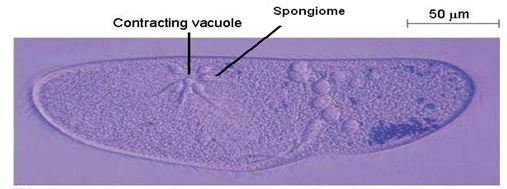 Spongiome
50 µm
Contracting vacuole